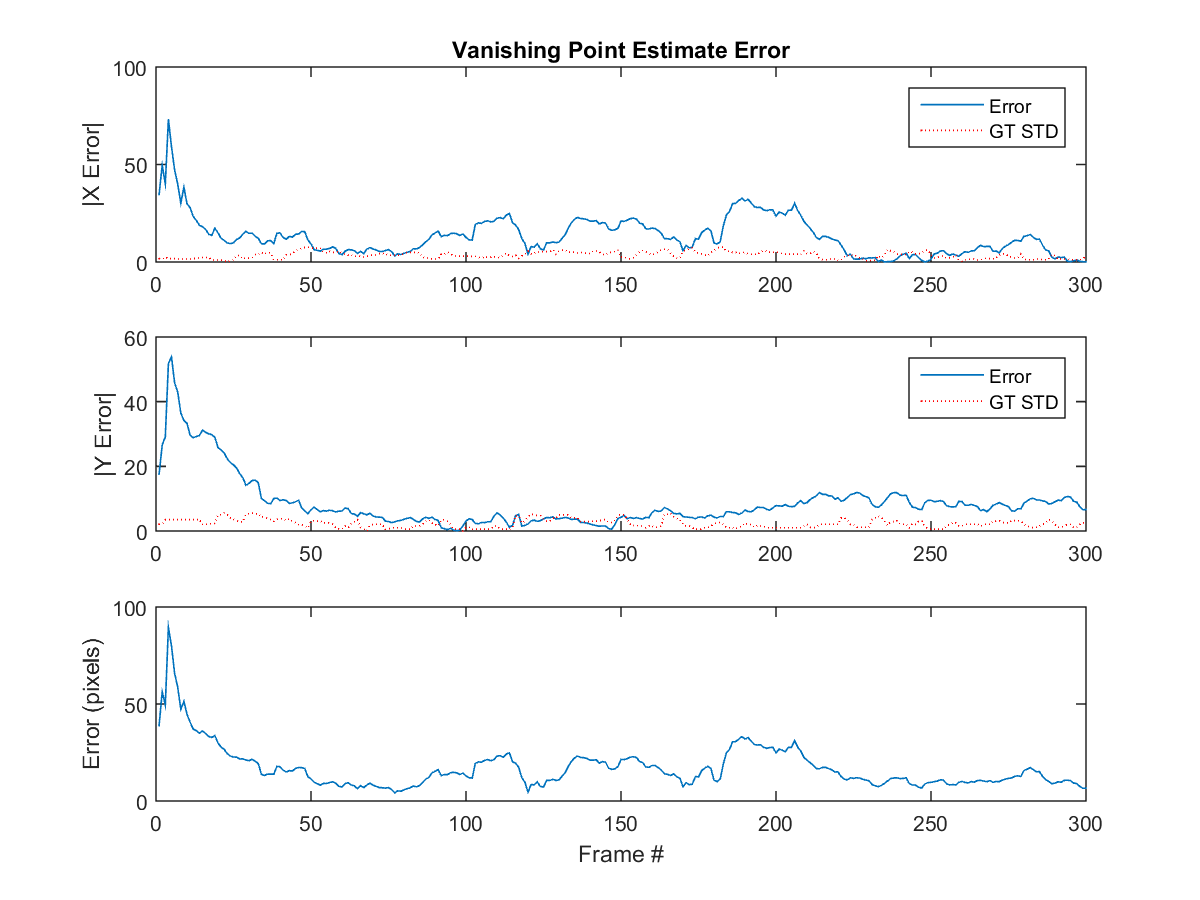 Vanishing Point Estimate Error
|X Error|
100
50
0
Error
GT STD
0 50 100 150 200 250 300
|Y Error|
60
40
20
0
Error
GT STD
0 50 100 150 200 250 300
Error (pixels)
100
50
0
0 50 100 150 200 250 300
Frame #